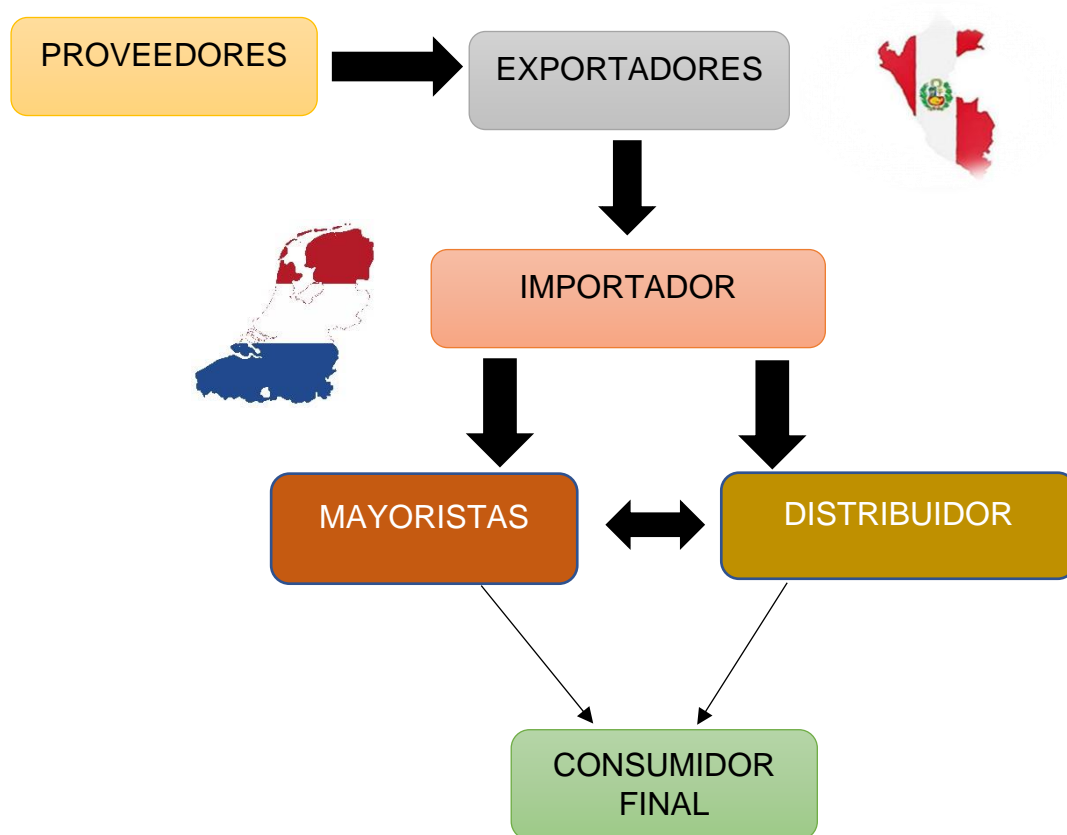 PROVEEDORES
EXPORTADORES
IMPORTADOR
MAYORISTAS
DISTRIBUIDOR
CONSUMIDOR
FINAL